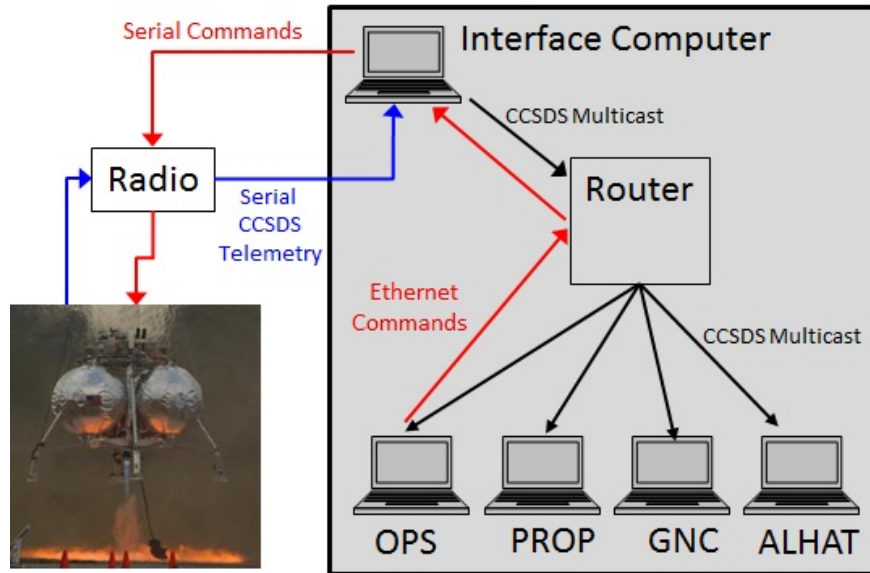 Serial Commands
Interface Computer
CCSDS Multicast
Radio
Router
Serial
CCSDS
Telemetry
Ethernet
Commands
CCSDS Multicast
OPS
PROP
GNC
ALHAT